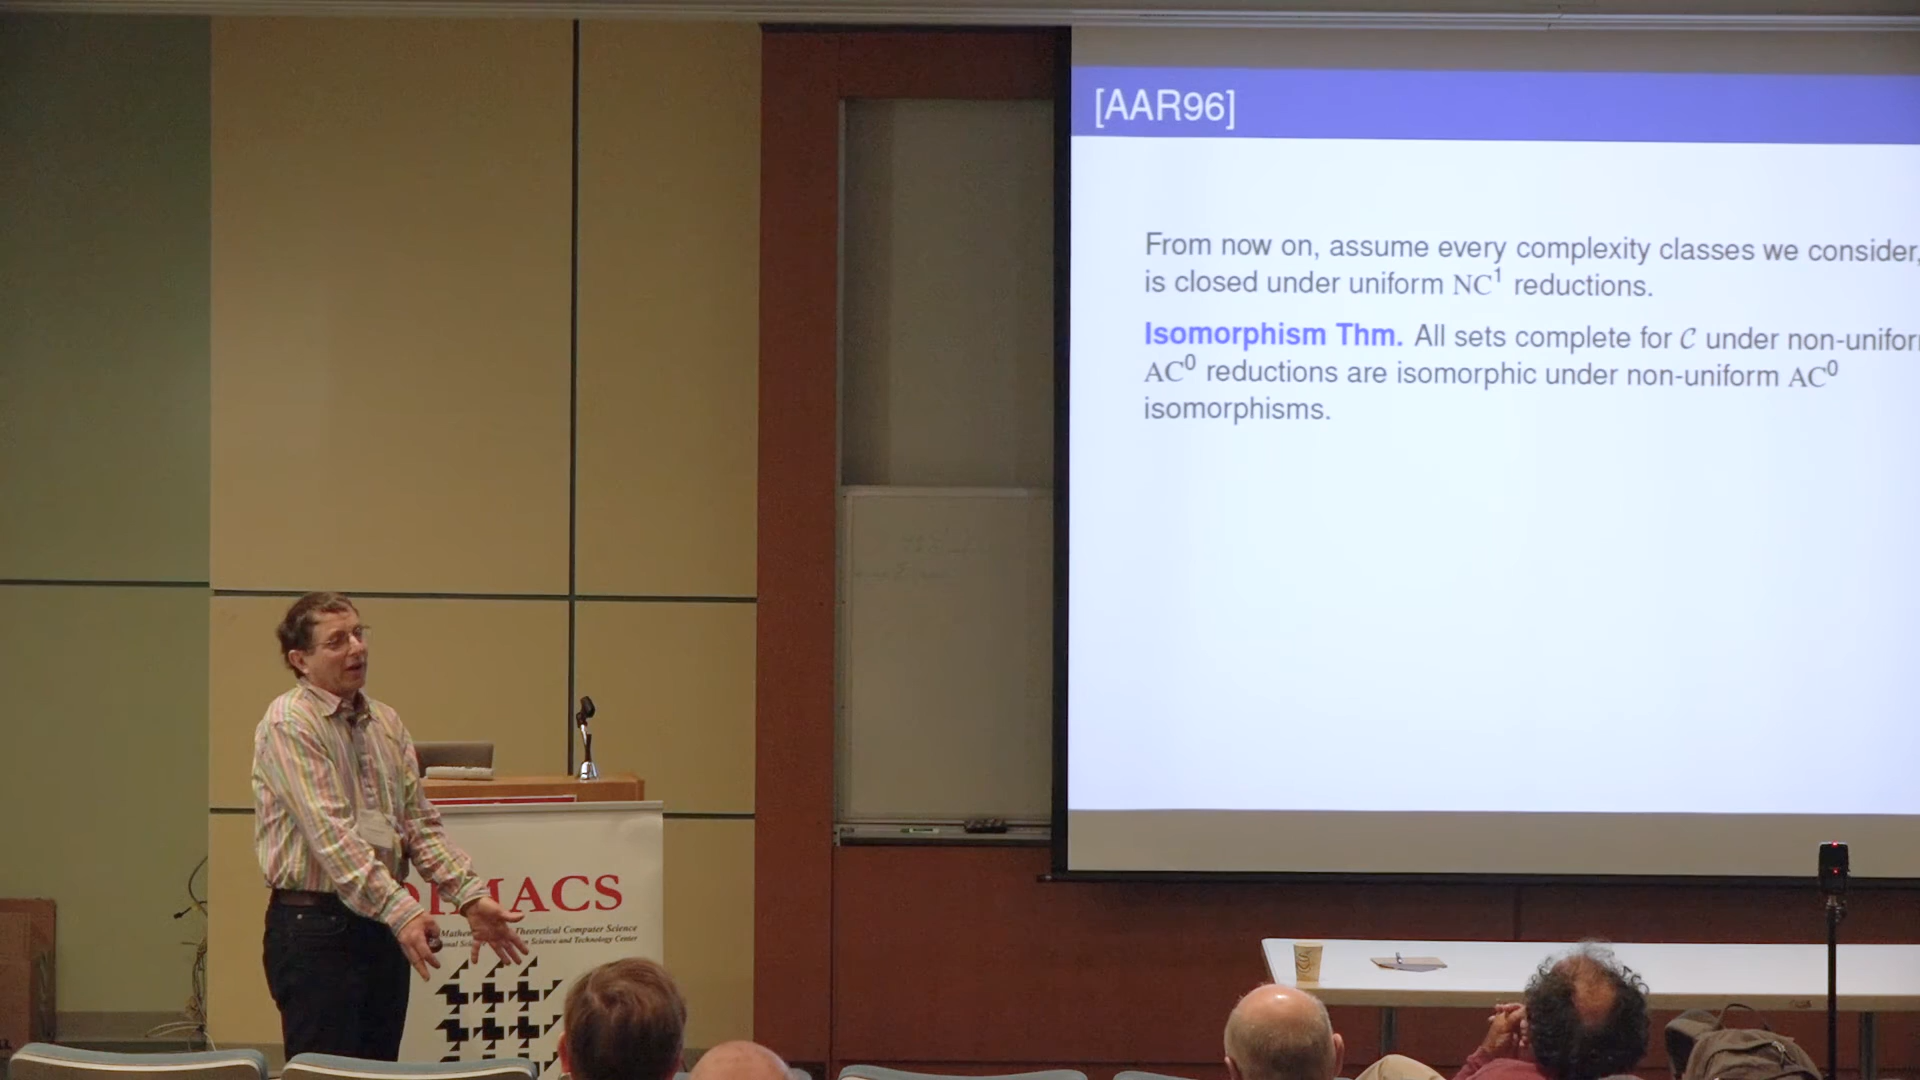 [AAR96]
From now on, assume every complexity classes we consider,
is closed under uniform NC¹ reductions.
Isomorphism Thm. All sets complete for 𝒞 under non-uniform
AC⁰ reductions are isomorphic under non-uniform AC⁰
isomorphisms.
DIMACS
Theoretical Computer Science
Science and Technology Center